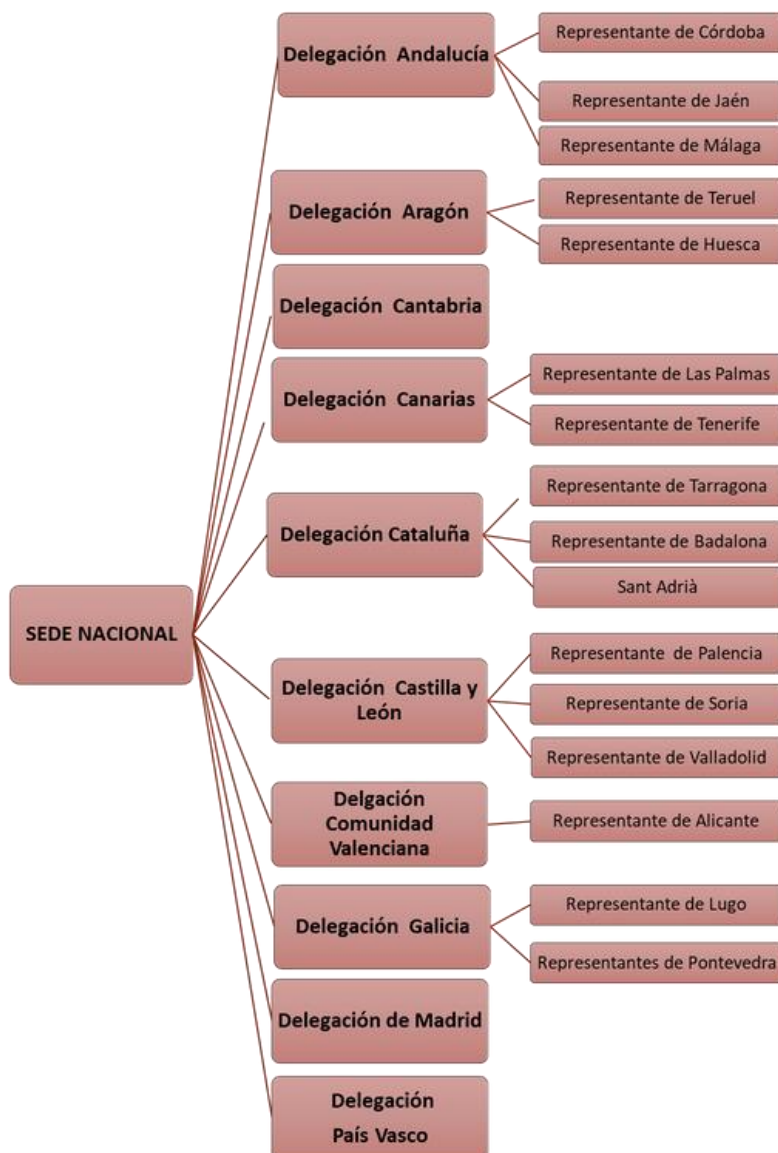 SEDE NACIONAL
Delegación Andalucía
Representante de Córdoba
Representante de Jaén
Representante de Málaga
Delegación Aragón
Representante de Teruel
Representante de Huesca
Delegación Cantabria
Delegación Canarias
Representante de Las Palmas
Representante de Tenerife
Delegación Cataluña
Representante de Tarragona
Representante de Badalona
Sant Adrià
Delegación Castilla y
León
Representante de Palencia
Representante de Soria
Representante de Valladolid
Delgación
Comunidad
Valenciana
Representante de Alicante
Delegación Galicia
Representante de Lugo
Representantes de Pontevedra
Delegación de Madrid
Delegación
País Vasco